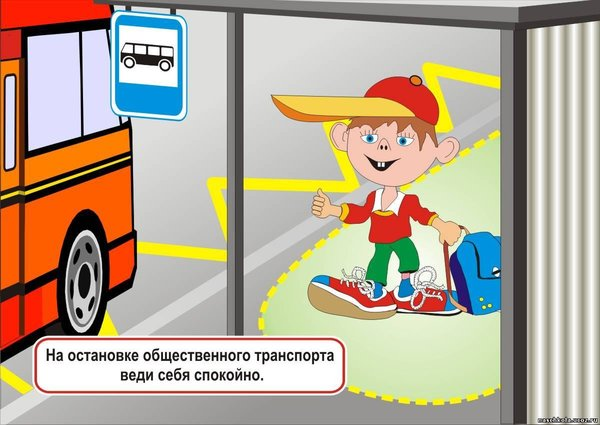 На остановке общественного транспорта
веди себя спокойно.